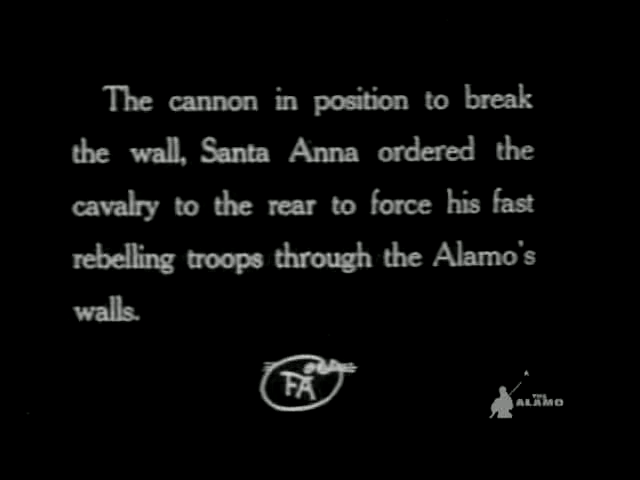 The cannon in position to break
the wall, Santa Anna ordered the
cavalry to the rear to force his fast
rebelling troops through the Alamo's
walls.
FA
THE
ALAMO